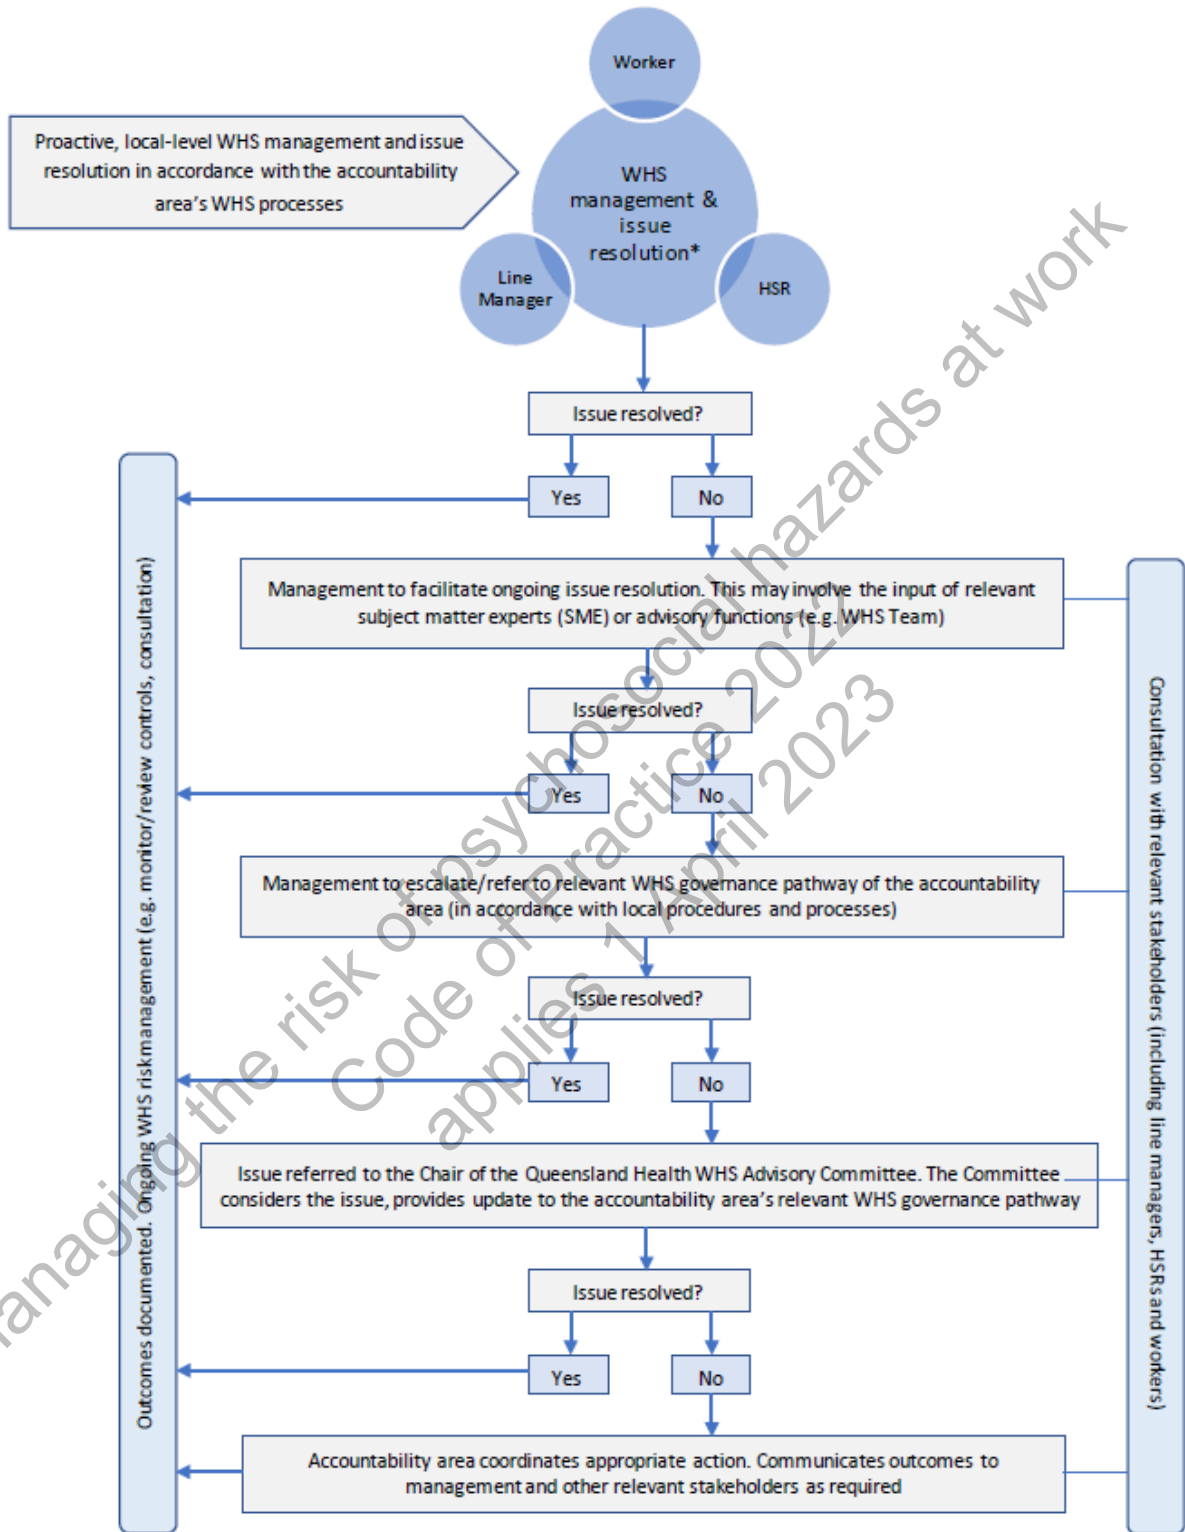 Worker
Proactive, local-level WHS management and issue
resolution in accordance with the accountability
area's WHS processes
WHS
management &
issue
resolution*
Line
Manager
HSR
Issue resolved?
Yes
No
Management to facilitate ongoing issue resolution. This may involve the input of relevant
subject matter experts (SME) or advisory functions (e.g. WHS Team)
Issue resolved?
Yes
No
Management to escalate/refer to relevant WHS governance pathway of the accountability
area (in accordance with local procedures and processes)
Issue resolved?
Yes
No
Issue referred to the Chair of the Queensland Health WHS Advisory Committee. The Committee
considers the issue, provides update to the accountability area's relevant WHS governance pathway
Issue resolved?
Yes
No
Accountability area coordinates appropriate action. Communicates outcomes to
management and other relevant stakeholders as required
Outcomes documented. Ongoing WHS riskmanagement (e.g. monitor/review controls, consultation)
Consultation with relevant stakeholders (including line managers, HSRs and workers)
anaging the risk of psychosocial hazards at work
Code of Practice 2022
applies 1 April 2023